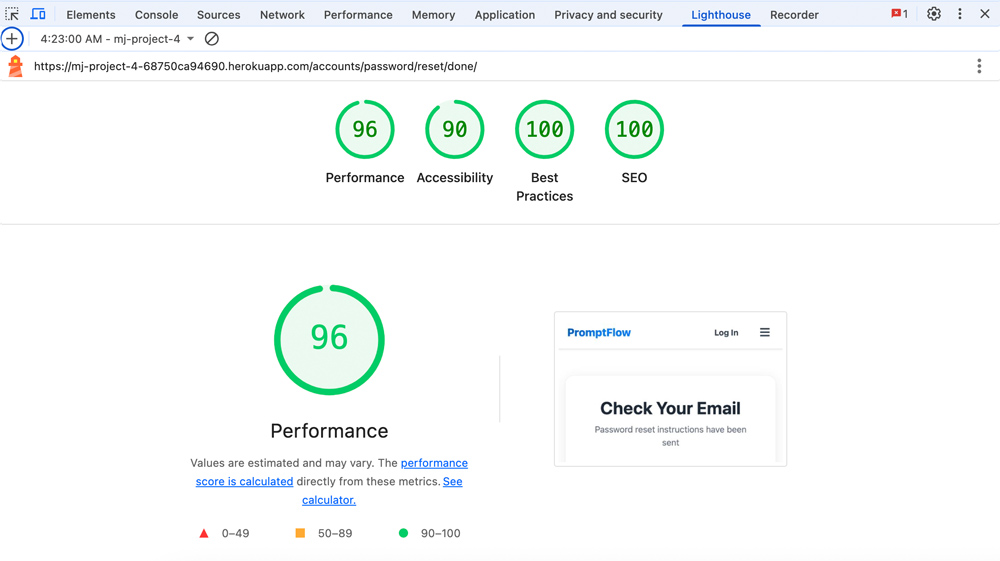 Elements Console Sources Network Performance Memory Application Privacy and security Lighthouse Recorder 1
4:23:00 AM - mj-project-4
https://mj-project-4-68750ca94690.herokuapp.com/accounts/password/reset/done/
96 90 100 100
Performance Accessibility Best Practices SEO
96
Performance
Values are estimated and may vary. The performance
score is calculated directly from these metrics. See
calculator.
0–49 50–89 90–100
PromptFlow Log In
Check Your Email
Password reset instructions have been
sent